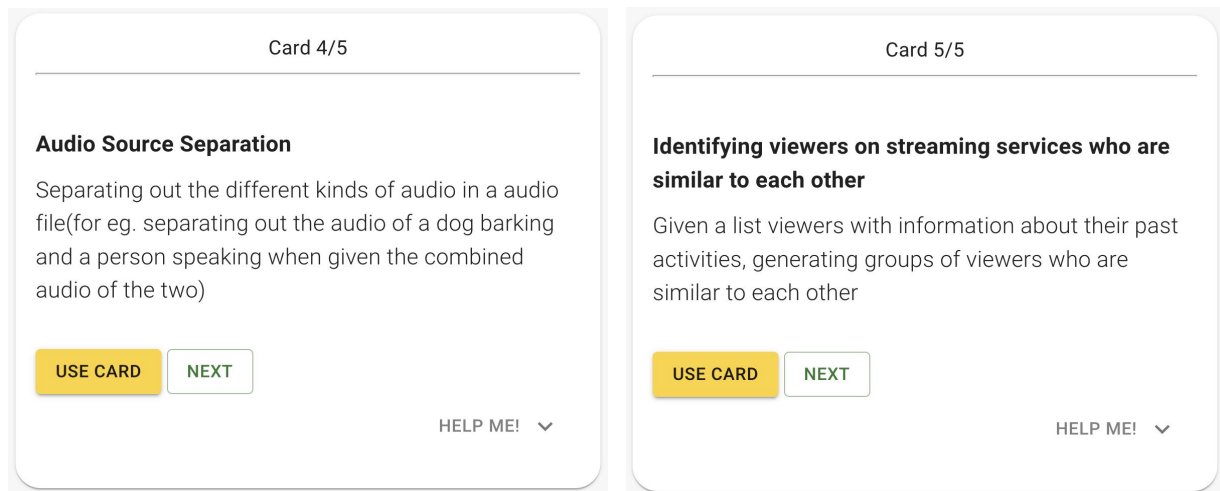 Card 4/5
Audio Source Separation
Separating out the different kinds of audio in a audio
file(for eg. separating out the audio of a dog barking
and a person speaking when given the combined
audio of the two)
USE CARD
NEXT
HELP ME!
Card 5/5
Identifying viewers on streaming services who are
similar to each other
Given a list viewers with information about their past
activities, generating groups of viewers who are
similar to each other
USE CARD
NEXT
HELP ME!